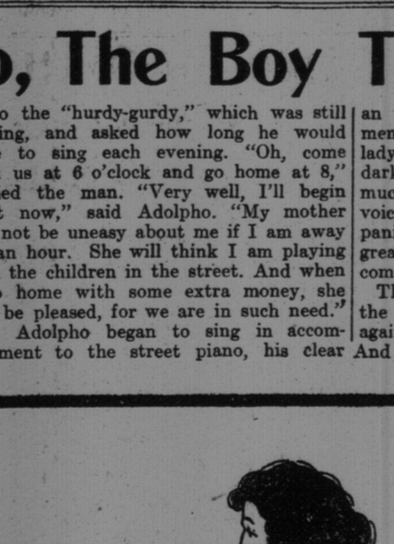 o, The Boy T
o the "hurdy-gurdy," which was still
ing, and asked how long he would
e to sing each evening. "Oh, come
us at 6 o'clock and go home at 8,"
ed the man. "Very well, I'll begin
t now," said Adolpho. "My mother
not be uneasy about me if I am away
an hour. She will think I am playing
the children in the street. And when
o home with some extra money, she
be pleased, for we are in such need."
Adolpho began to sing in accom-
ment to the street piano, his clear
an
men
lady
dark
muc
voic
pani
grea
com
Th
the
agai
And